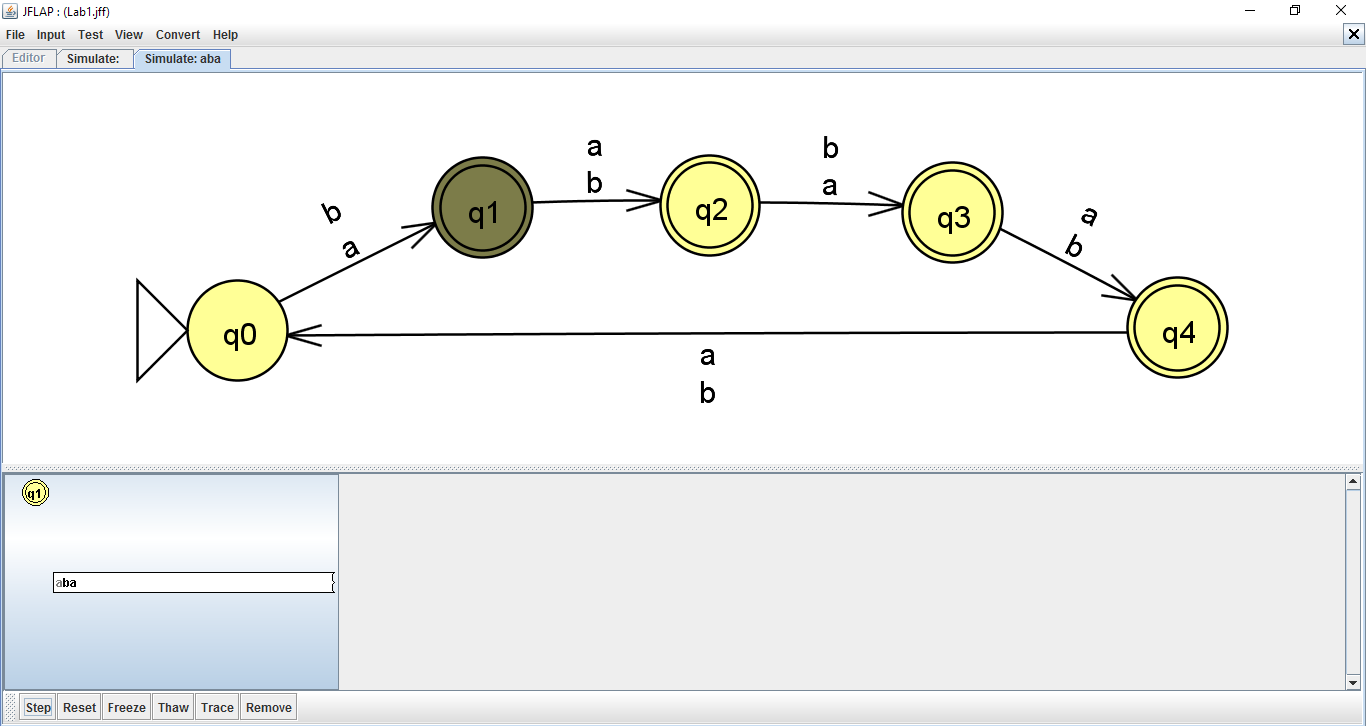 JFLAP : (Lab1.jff)
File Input Test View Convert Help
Editor Simulate: Simulate: aba
a
b
b
a
b
a
a
b
q1
q2
q3
q0
q4
a
b
q1
aba
Step Reset Freeze Thaw Trace Remove